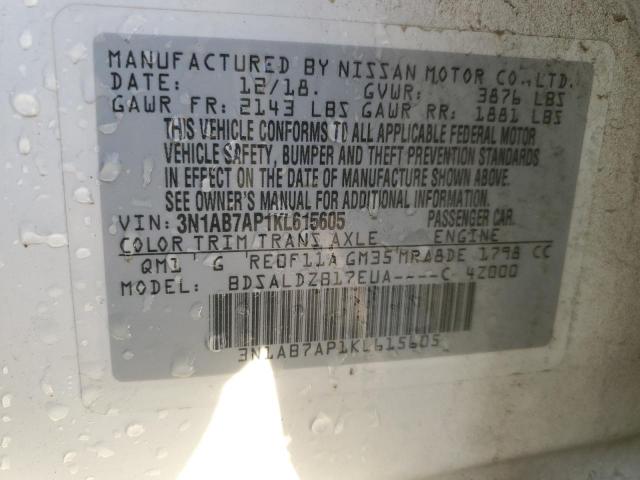 MANUFACTURED BY NISSAN MOTOR CO., LTD.
DATE: 12/18. GVWR: 3876 LBS
GAWR FR: 2143 LBS GAWR RR: 1881 LBS
THIS VEHICLE CONFORMS TO ALL APPLICABLE FEDERAL MOTOR
VEHICLE SAFETY, BUMPER AND THEFT PREVENTION STANDARDS
IN EFFECT ON THE DATE OF MANUFACTURE SHOWN ABOVE.
SEE OWNER'S MANUAL FOR ADDITIONAL INFORMATION.
VIN: 3N1AB7AP1KL615605 PASSENGER CAR.
COLOR TRIM/TRANS AXLE ENGINE
QM1 G RE0F11A GM35 MRA8DE 1798 CC
MODEL: BDSALDZB17EUA----C- 4Z000
3N1AB7AP1KL615605